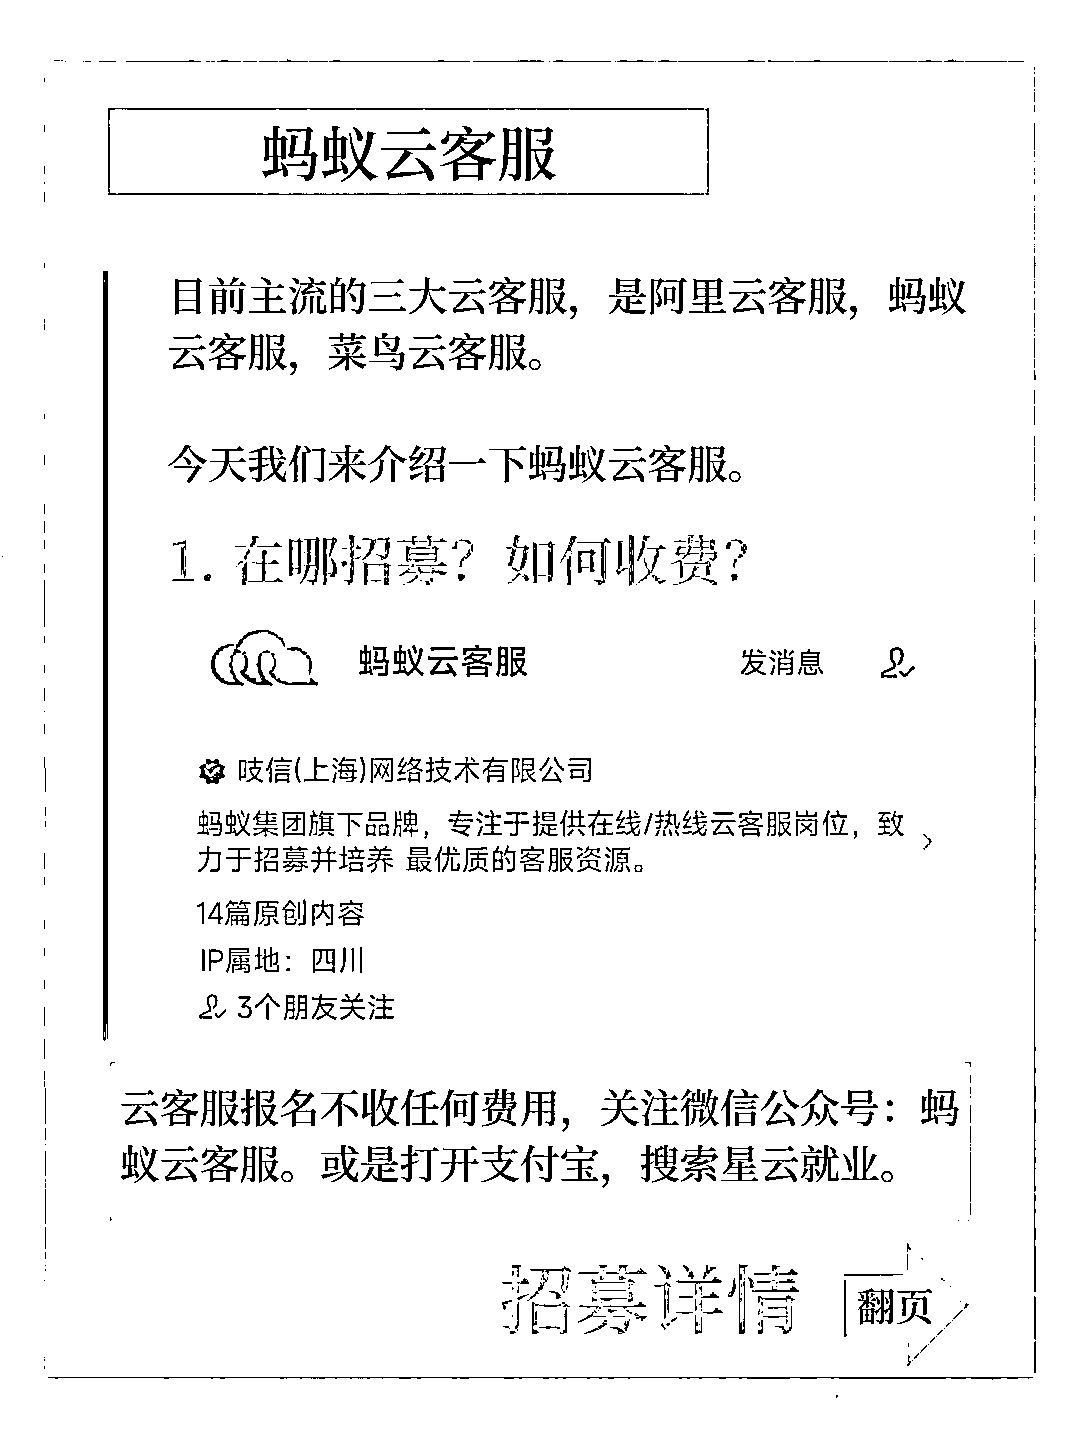 蚂蚁云客服
目前主流的三大云客服，是阿里云客服，蚂蚁
云客服，菜鸟云客服。
今天我们来介绍一下蚂蚁云客服。
1. 在哪招募？如何收费？
蚂蚁云客服 发消息
吱信(上海)网络技术有限公司
蚂蚁集团旗下品牌，专注于提供在线/热线云客服岗位，致
力于招募并培养 最优质的客服资源。
14篇原创内容
IP属地：四川
3个朋友关注
云客服报名不收任何费用，关注微信公众号：蚂
蚁云客服。或是打开支付宝，搜索星云就业。
招募详情 翻页